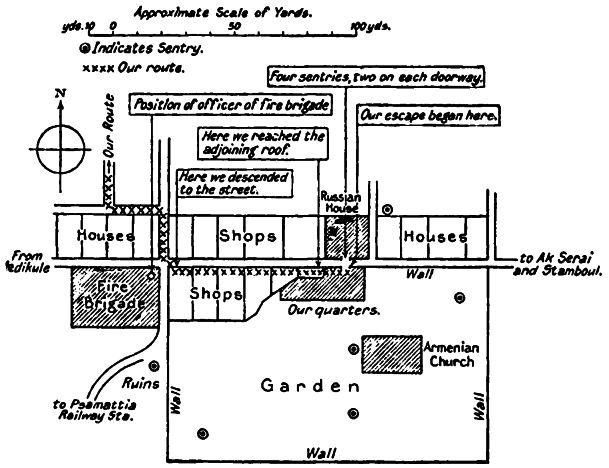 Approximate Scale of Yards.
yds. 10 0 50 100 yds.
Indicates Sentry.
xxxx Our route.
Four sentries, two on each doorway.
N
Our Route
Position of officer of fire brigade
Our escape began here.
Here we reached the
adjoining roof.
Here we descended
to the street.
Russian
House
Houses
Shops
Houses
From
edikule
to Ak Serai
and Stamboul.
Wall
Fire
Brigade
Shops
Our quarters.
Armenian
Church
Ruins
Garden
to Psamattia
Railway Sta.
Wall
Wall
Wall